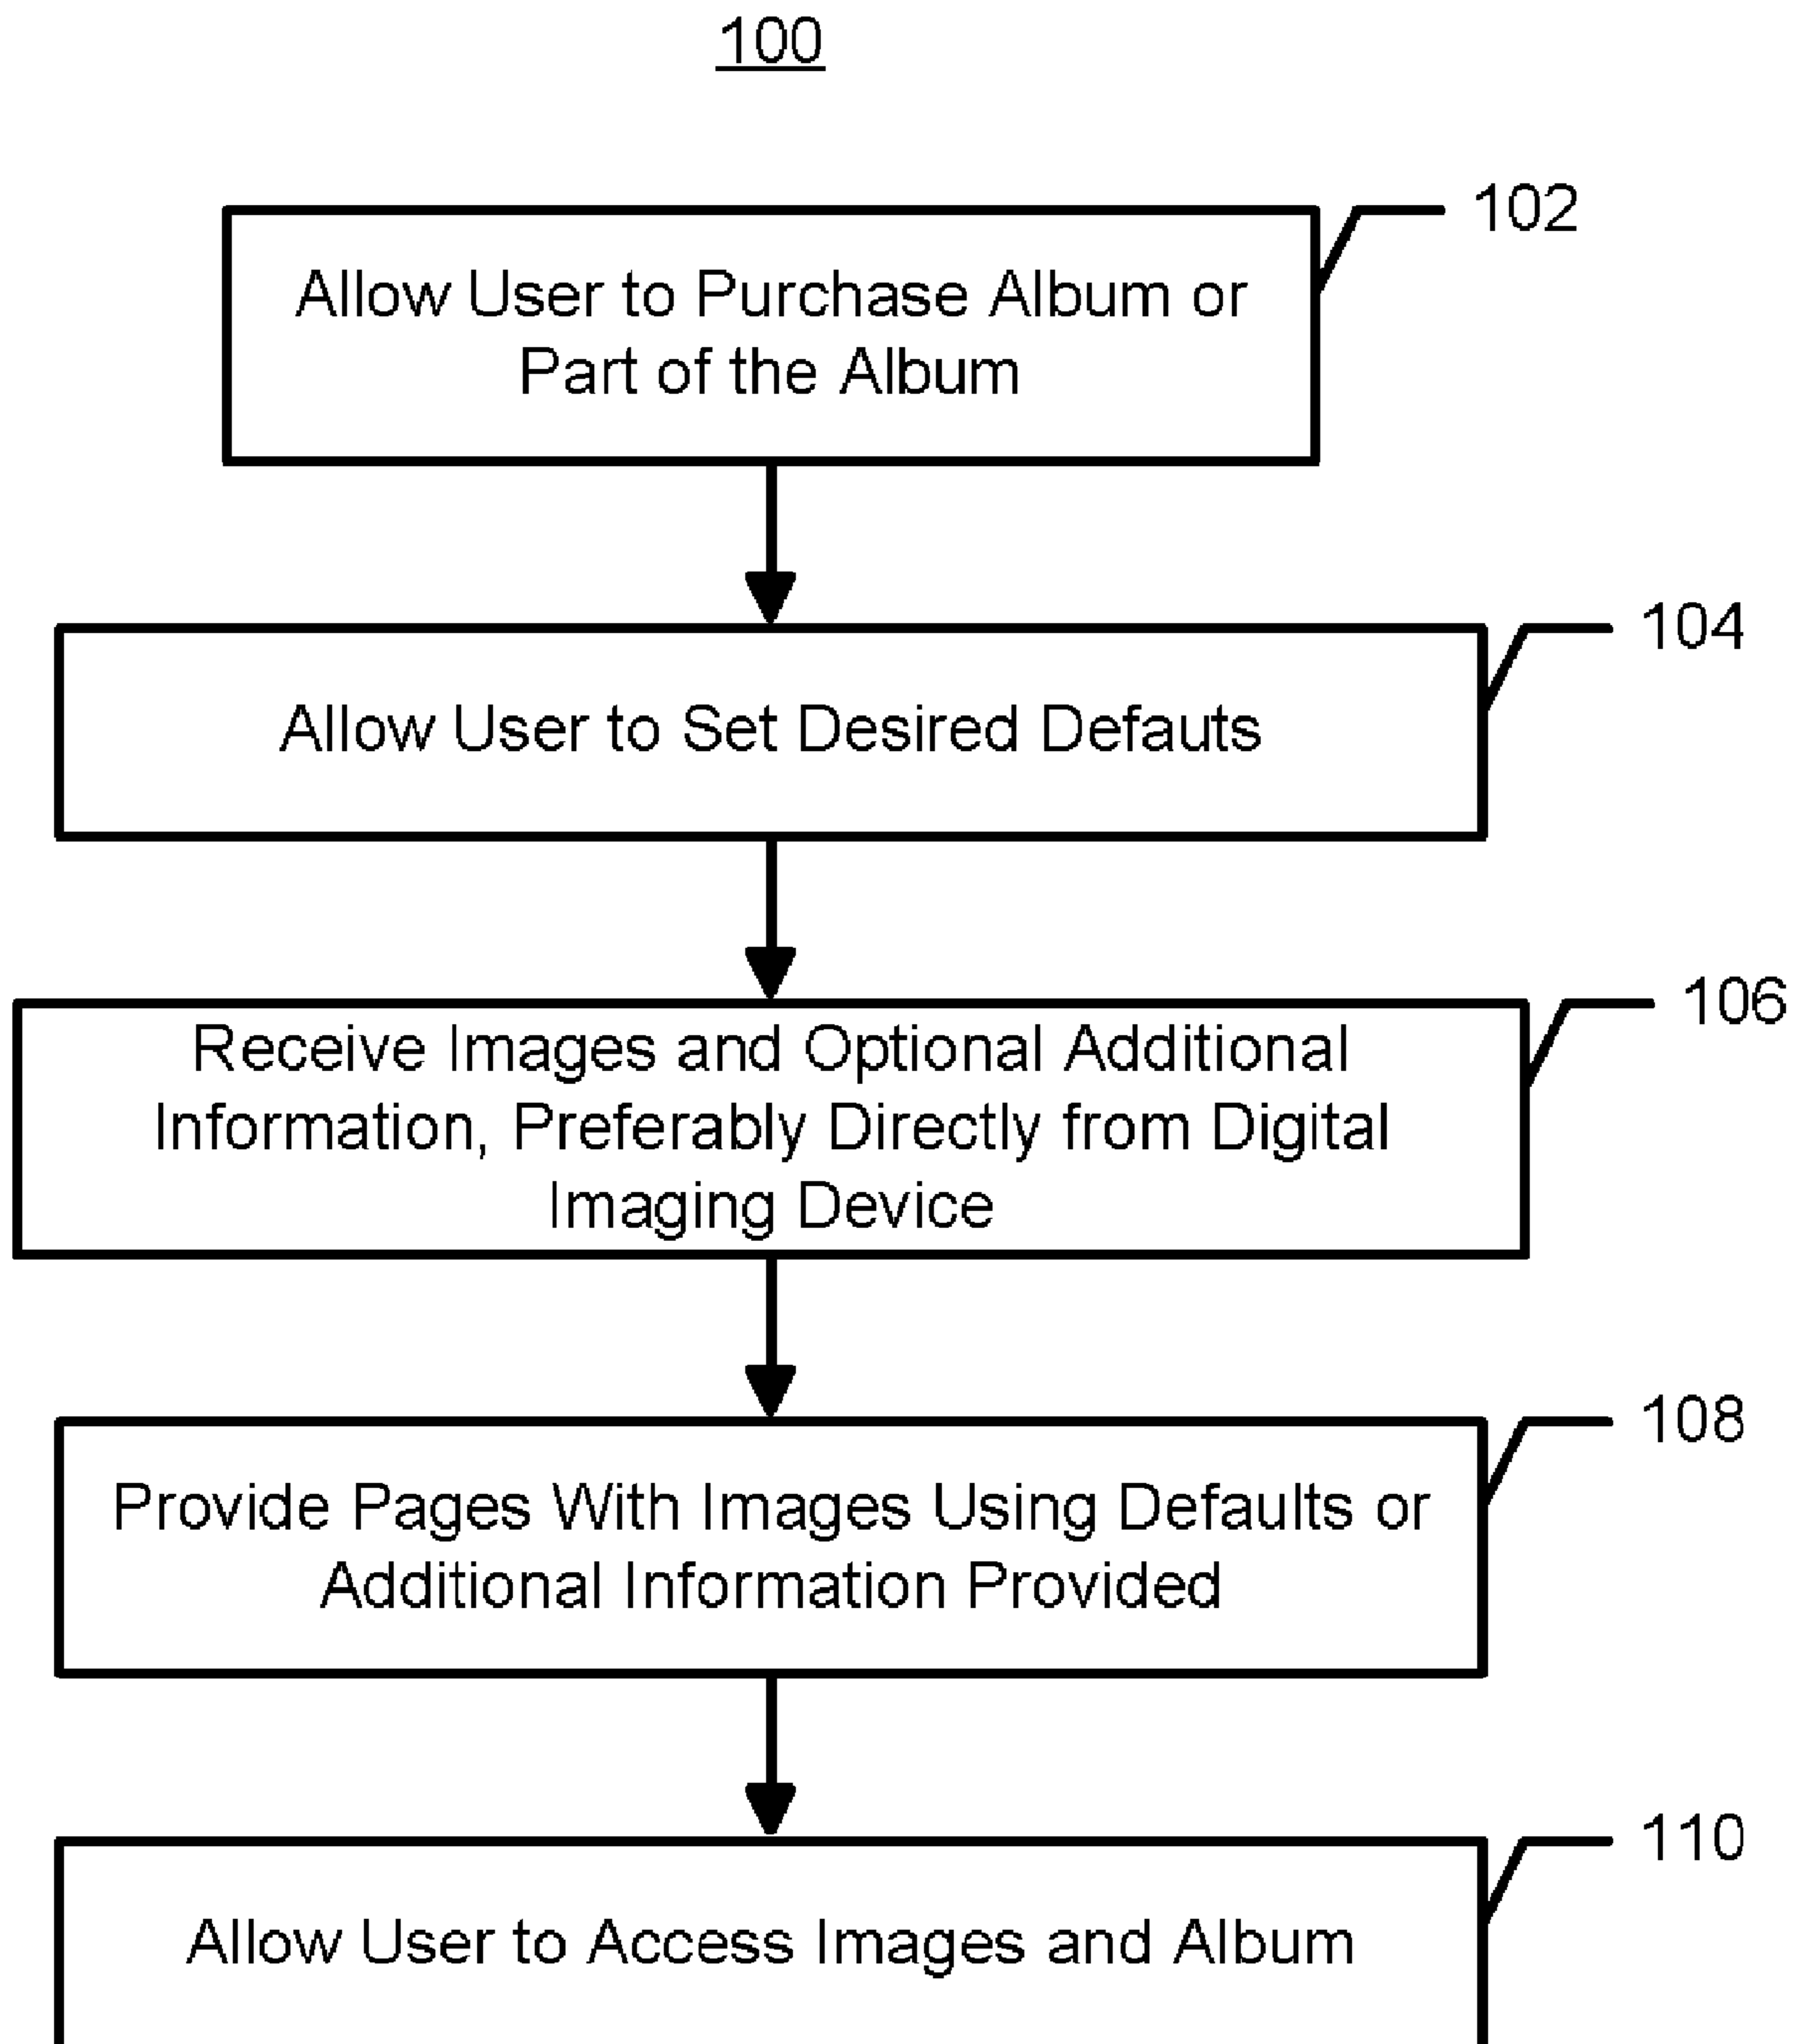 100
102
Allow User to Purchase Album or
Part of the Album
104
Allow User to Set Desired Defauts
106
Receive Images and Optional Additional
Information, Preferably Directly from Digital
Imaging Device
108
Provide Pages With Images Using Defaults or
Additional Information Provided
110
Allow User to Access Images and Album